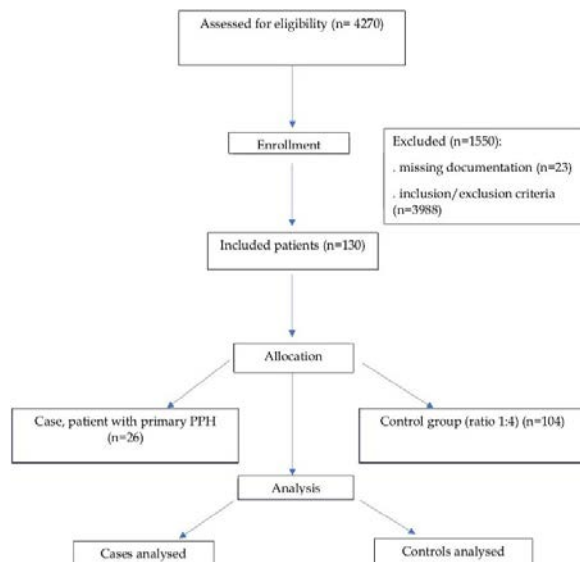 Assessed for eligibility (n= 4270)
Enrollment
Excluded (n=1550):
. missing documentation (n=23)
. inclusion/exclusion criteria
(n=3988)
Included patients (n=130)
Allocation
Case, patient with primary PPH
(n=26)
Control group (ratio 1:4) (n=104)
Analysis
Cases analysed
Controls analysed